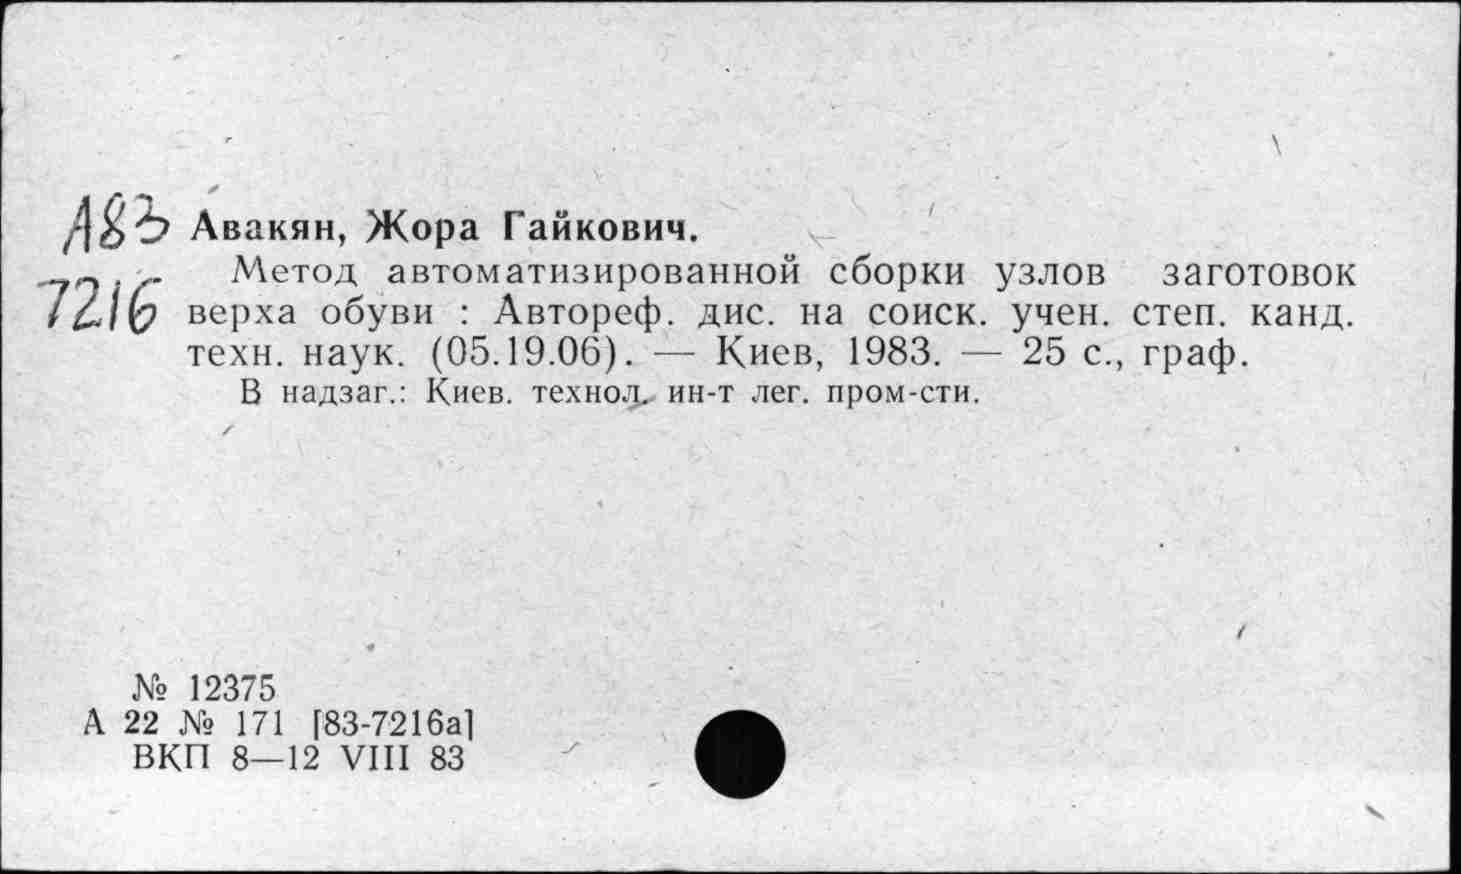 А83 Авакян, Жора Гайкович.
7216 Метод автоматизированной сборки узлов заготовок
верха обуви : Автореф. дис. на соиск. учен. степ. канд.
техн. наук. (05.19.06). — Киев, 1983. — 25 с., граф.
В надзаг.: Киев. технол. ин-т лег. пром-сти.
№ 12375
А 22 № 171 [83-7216а]
ВКП 8—12 VIII 83